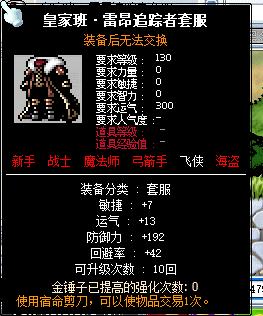 皇家班·雷昂追踪者套服
装备后无法交换
要求等级： 130
要求力量： 0
要求敏捷： 0
要求智力： 0
要求运气： 300
要求人气度： -
道具等级： -
道具经验值： -
新手 战士 魔法师 弓箭手 飞侠 海盗
装备分类 ： 套服
敏捷 ： +7
运气 ： +13
防御力 ： +192
回避率 ： +42
可升级次数 ： 10回
金锤子已提高的强化次数: 0
使用宿命剪刀，可以使物品交易1次。